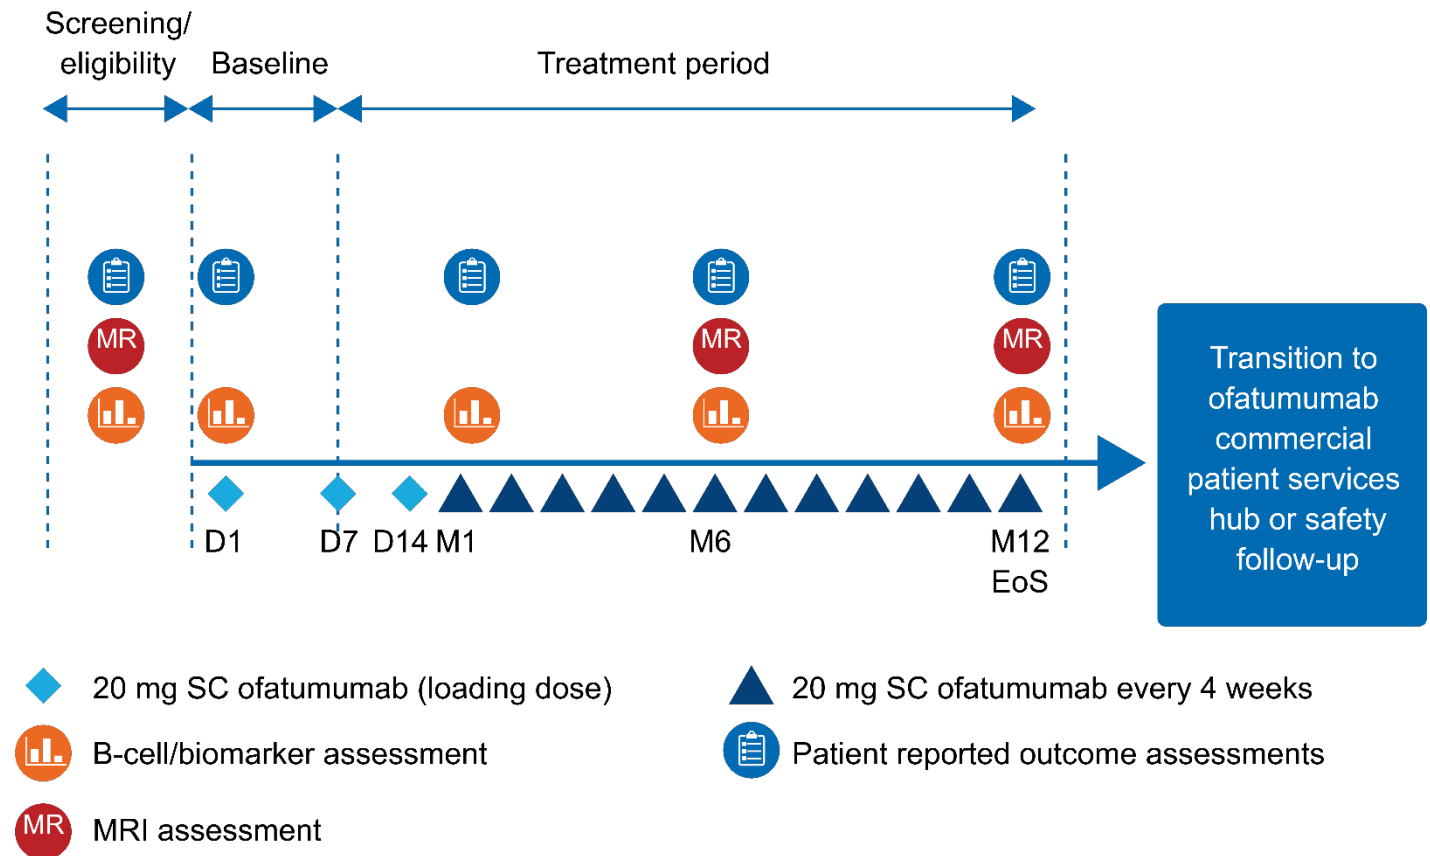 Screening/
eligibility
Baseline
Treatment period
MR
MR
MR
D1
D7
D14
M1
M6
M12
EoS
Transition to
ofatumumab
commercial
patient services
hub or safety
follow-up
20 mg SC ofatumumab (loading dose)
20 mg SC ofatumumab every 4 weeks
B-cell/biomarker assessment
Patient reported outcome assessments
MR
MRI assessment